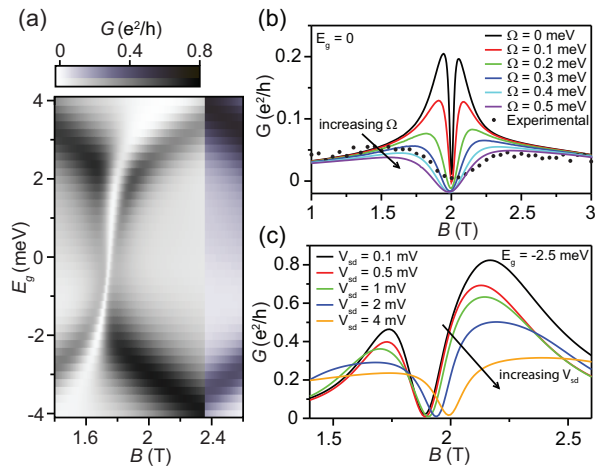 (a)
G (e²/h)
0 0.4 0.8
4
2
0
-2
-4
E_g (meV)
1.6 2 2.4
B (T)
(b)
E_g = 0
Ω = 0 meV
Ω = 0.1 meV
Ω = 0.2 meV
Ω = 0.3 meV
Ω = 0.4 meV
Ω = 0.5 meV
Experimental
increasing Ω
G (e²/h)
0.2
0.1
0
1 1.5 2 2.5 3
B (T)
(c)
V_sd = 0.1 mV
V_sd = 0.5 mV
V_sd = 1 mV
V_sd = 2 mV
V_sd = 4 mV
E_g = -2.5 meV
increasing V_sd
G (e²/h)
0.8
0.6
0.4
0.2
0
1.5 2 2.5
B (T)